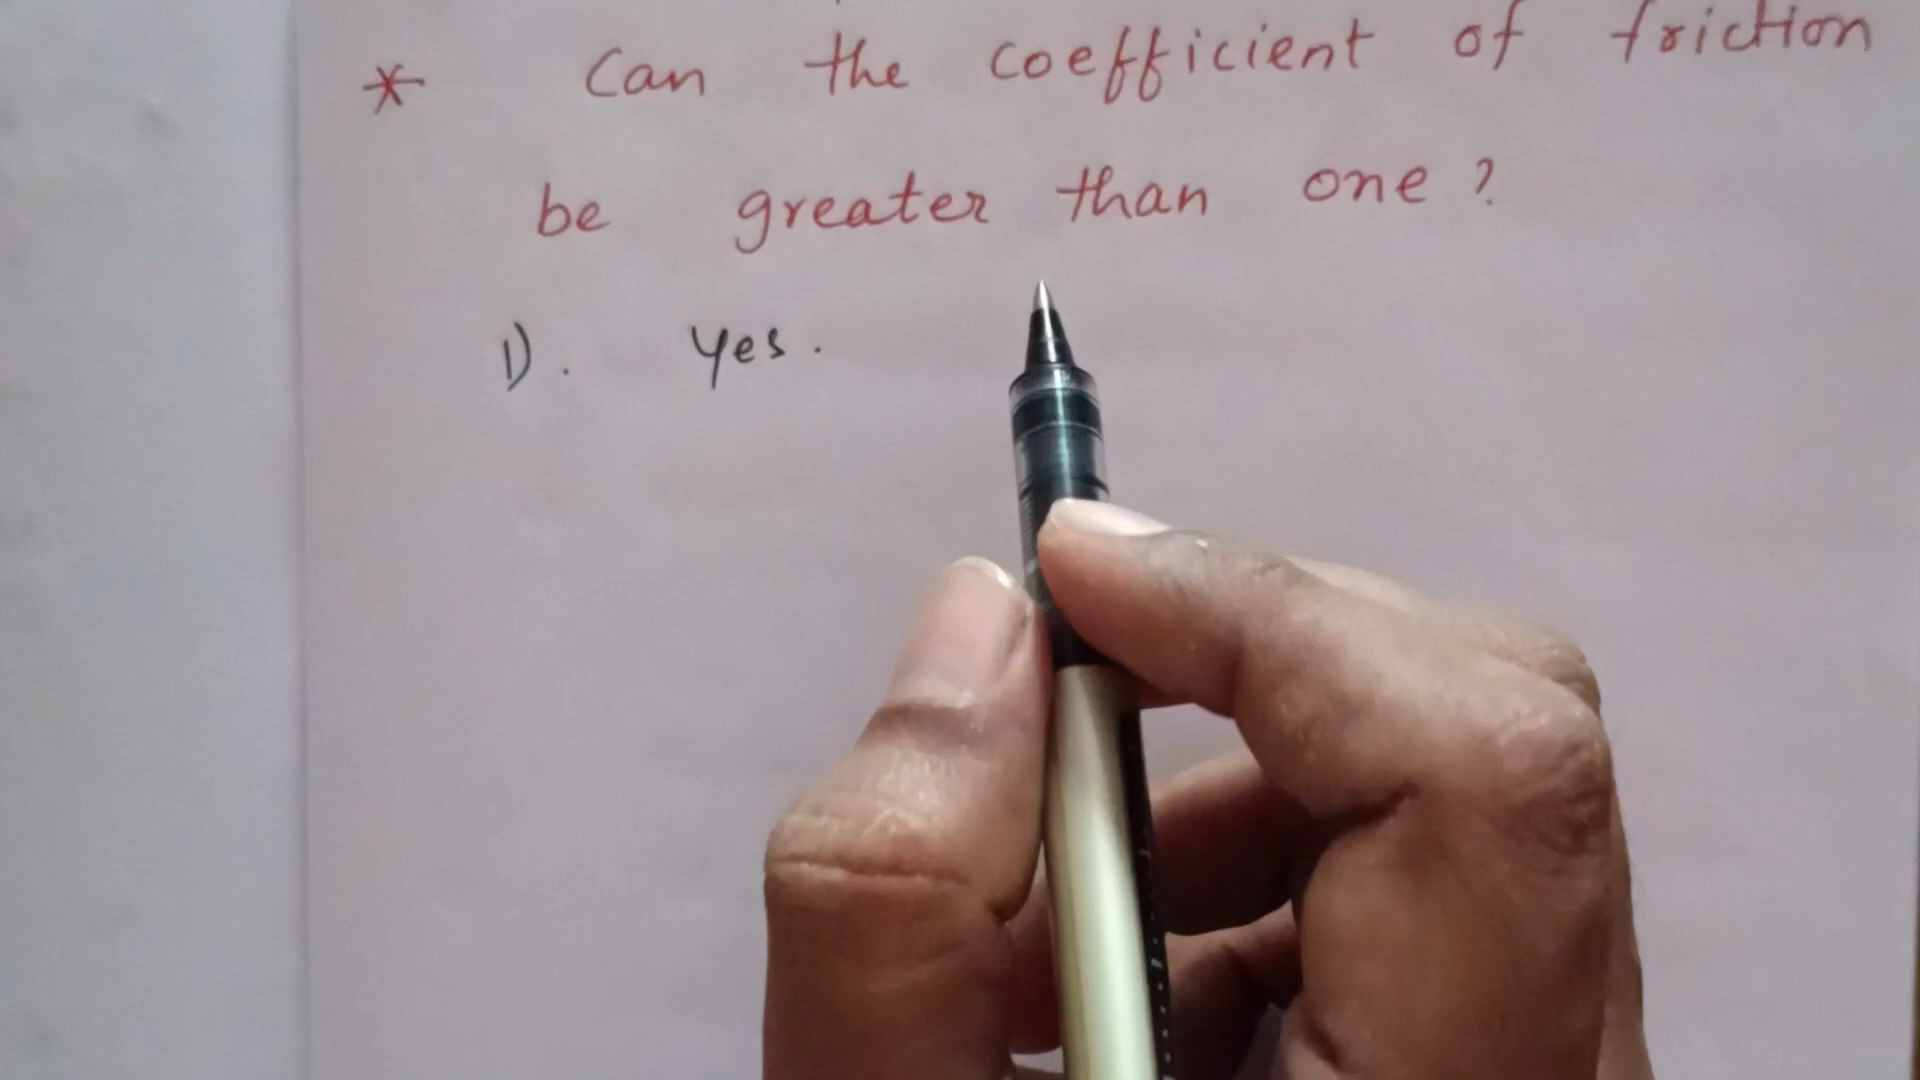 * Can the coefficient of friction
be greater than one?
1). Yes.